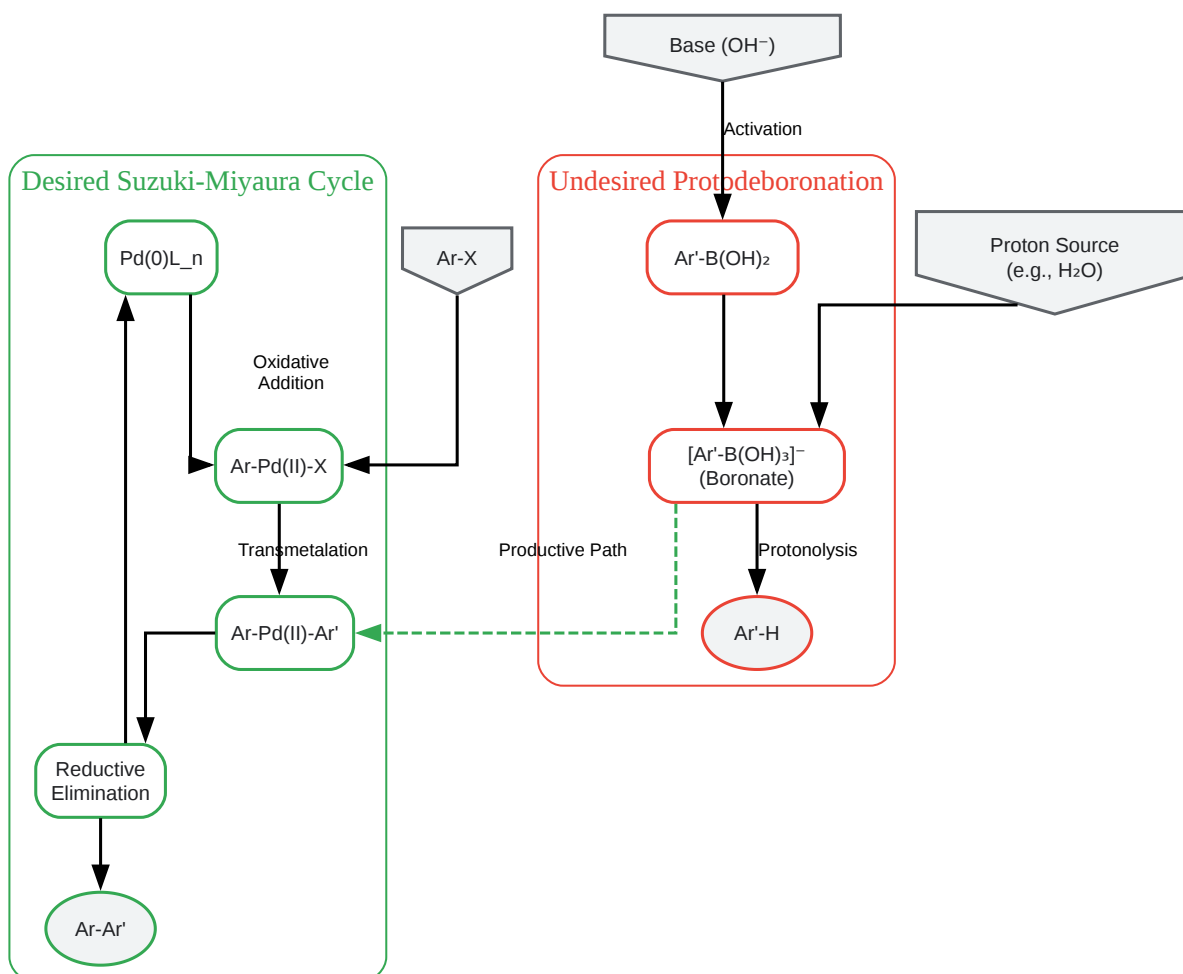 Base (OH⁻)
Activation
Desired Suzuki-Miyaura Cycle
Undesired Protodeboronation
Pd(0)L_n
Ar-X
Ar'-B(OH)₂
Proton Source
(e.g., H₂O)
Oxidative
Addition
Ar-Pd(II)-X
[Ar'-B(OH)₃]⁻
(Boronate)
Transmetalation
Productive Path
Protonolysis
Ar-Pd(II)-Ar'
Ar'-H
Reductive
Elimination
Ar-Ar'